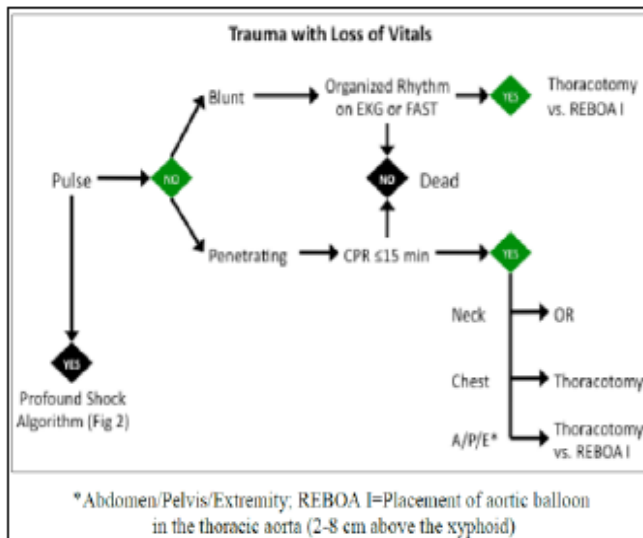 Trauma with Loss of Vitals
Blunt
Organized Rhythm
on EKG or FAST
YES
Thoracotomy
vs. REBOA I
Pulse
NO
NO
Dead
Penetrating
CPR ≤15 min
YES
Neck
OR
YES
Profound Shock
Algorithm (Fig 2)
Chest
Thoracotomy
A/P/E*
Thoracotomy
vs. REBOA I
*Abdomen/Pelvis/Extremity; REBOA I=Placement of aortic balloon
in the thoracic aorta (2-8 cm above the xyphoid)